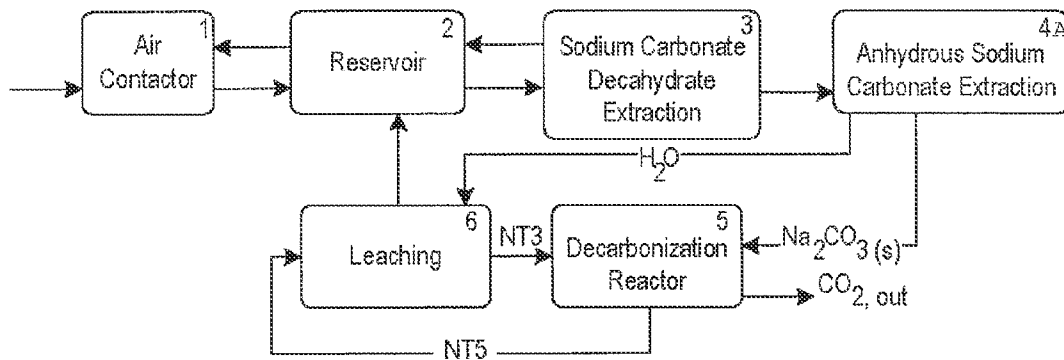 1
Air
Contactor
2
Reservoir
3
Sodium Carbonate
Decahydrate
Extraction
4A
Anhydrous Sodium
Carbonate Extraction
H2O
6
Leaching
NT3
5
Decarbonization
Reactor
Na2CO3 (s)
CO2, out
NT5